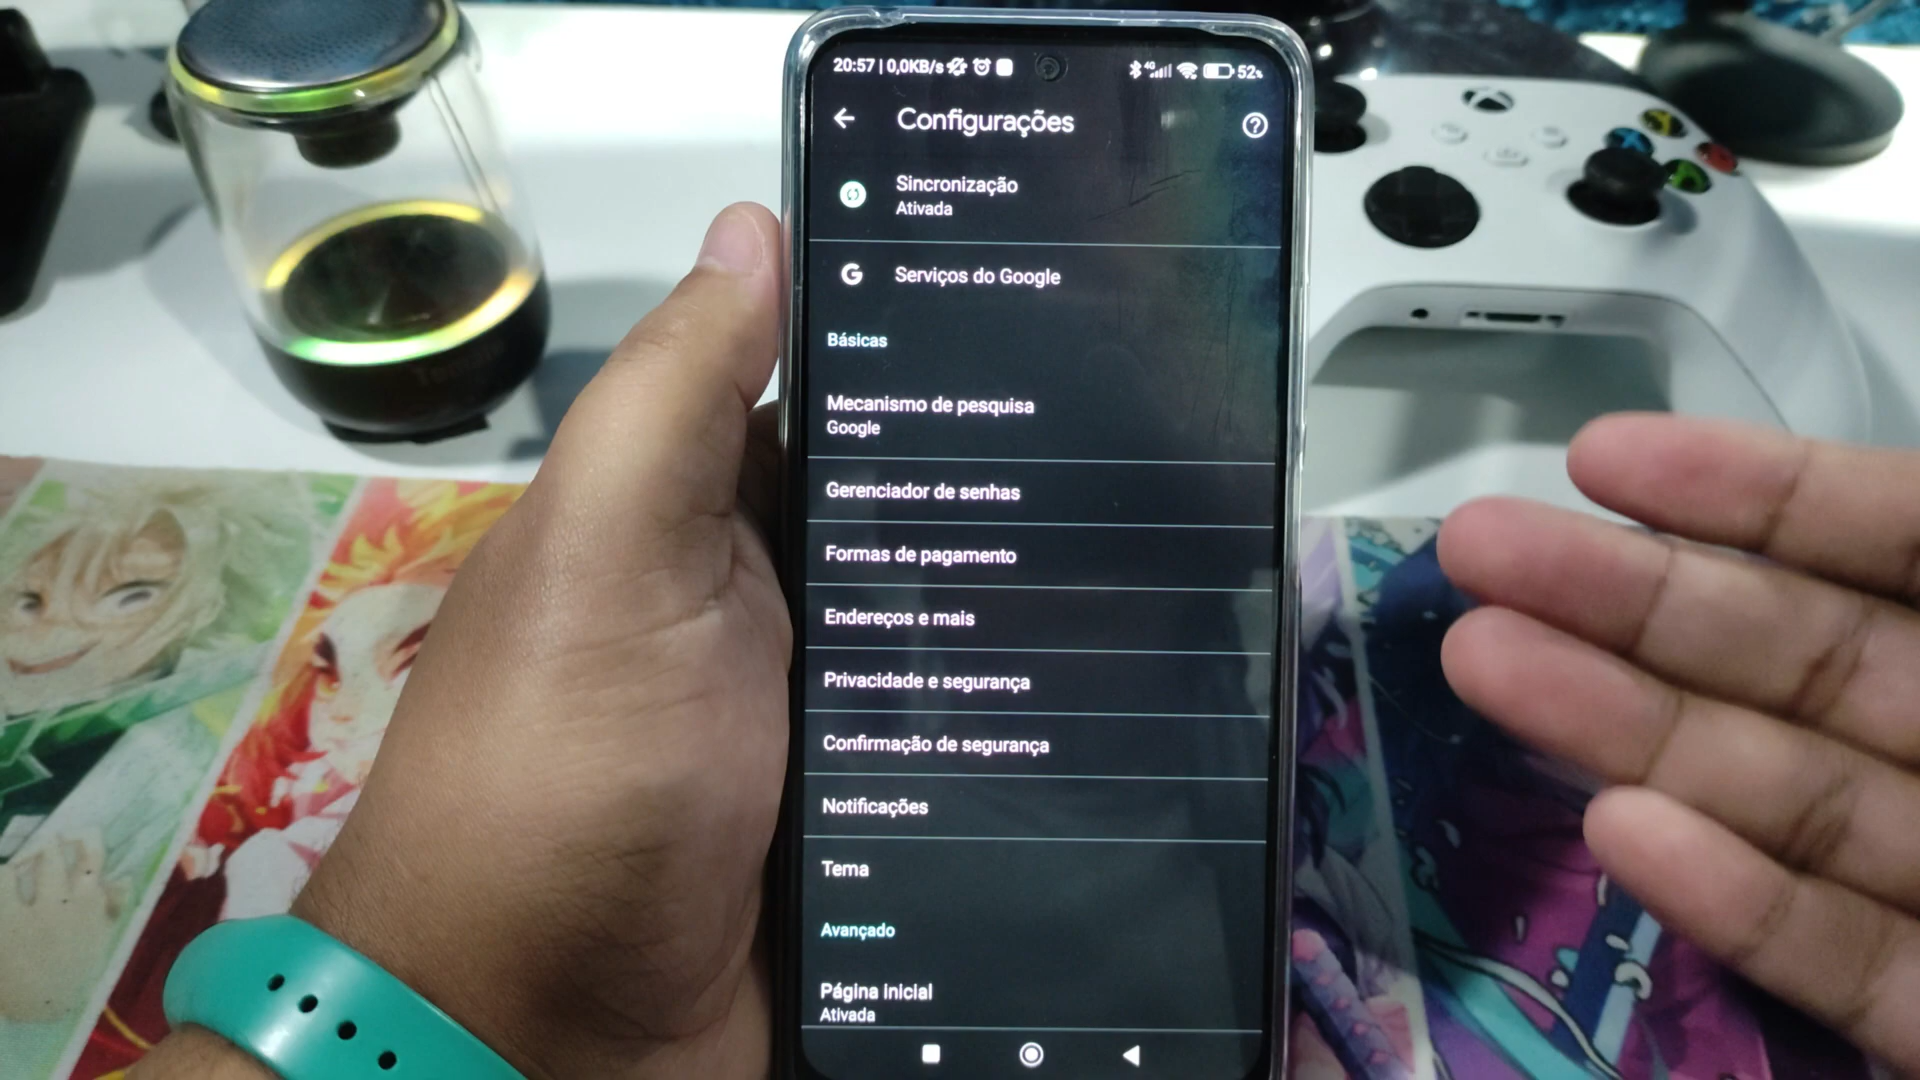 20:57 | 0,0KB/s
4G
52%
Configurações
Sincronização
Ativada
G
Serviços do Google
Básicas
Mecanismo de pesquisa
Google
Gerenciador de senhas
Formas de pagamento
Endereços e mais
Privacidade e segurança
Confirmação de segurança
Notificações
Tema
Avançado
Página inicial
Ativada